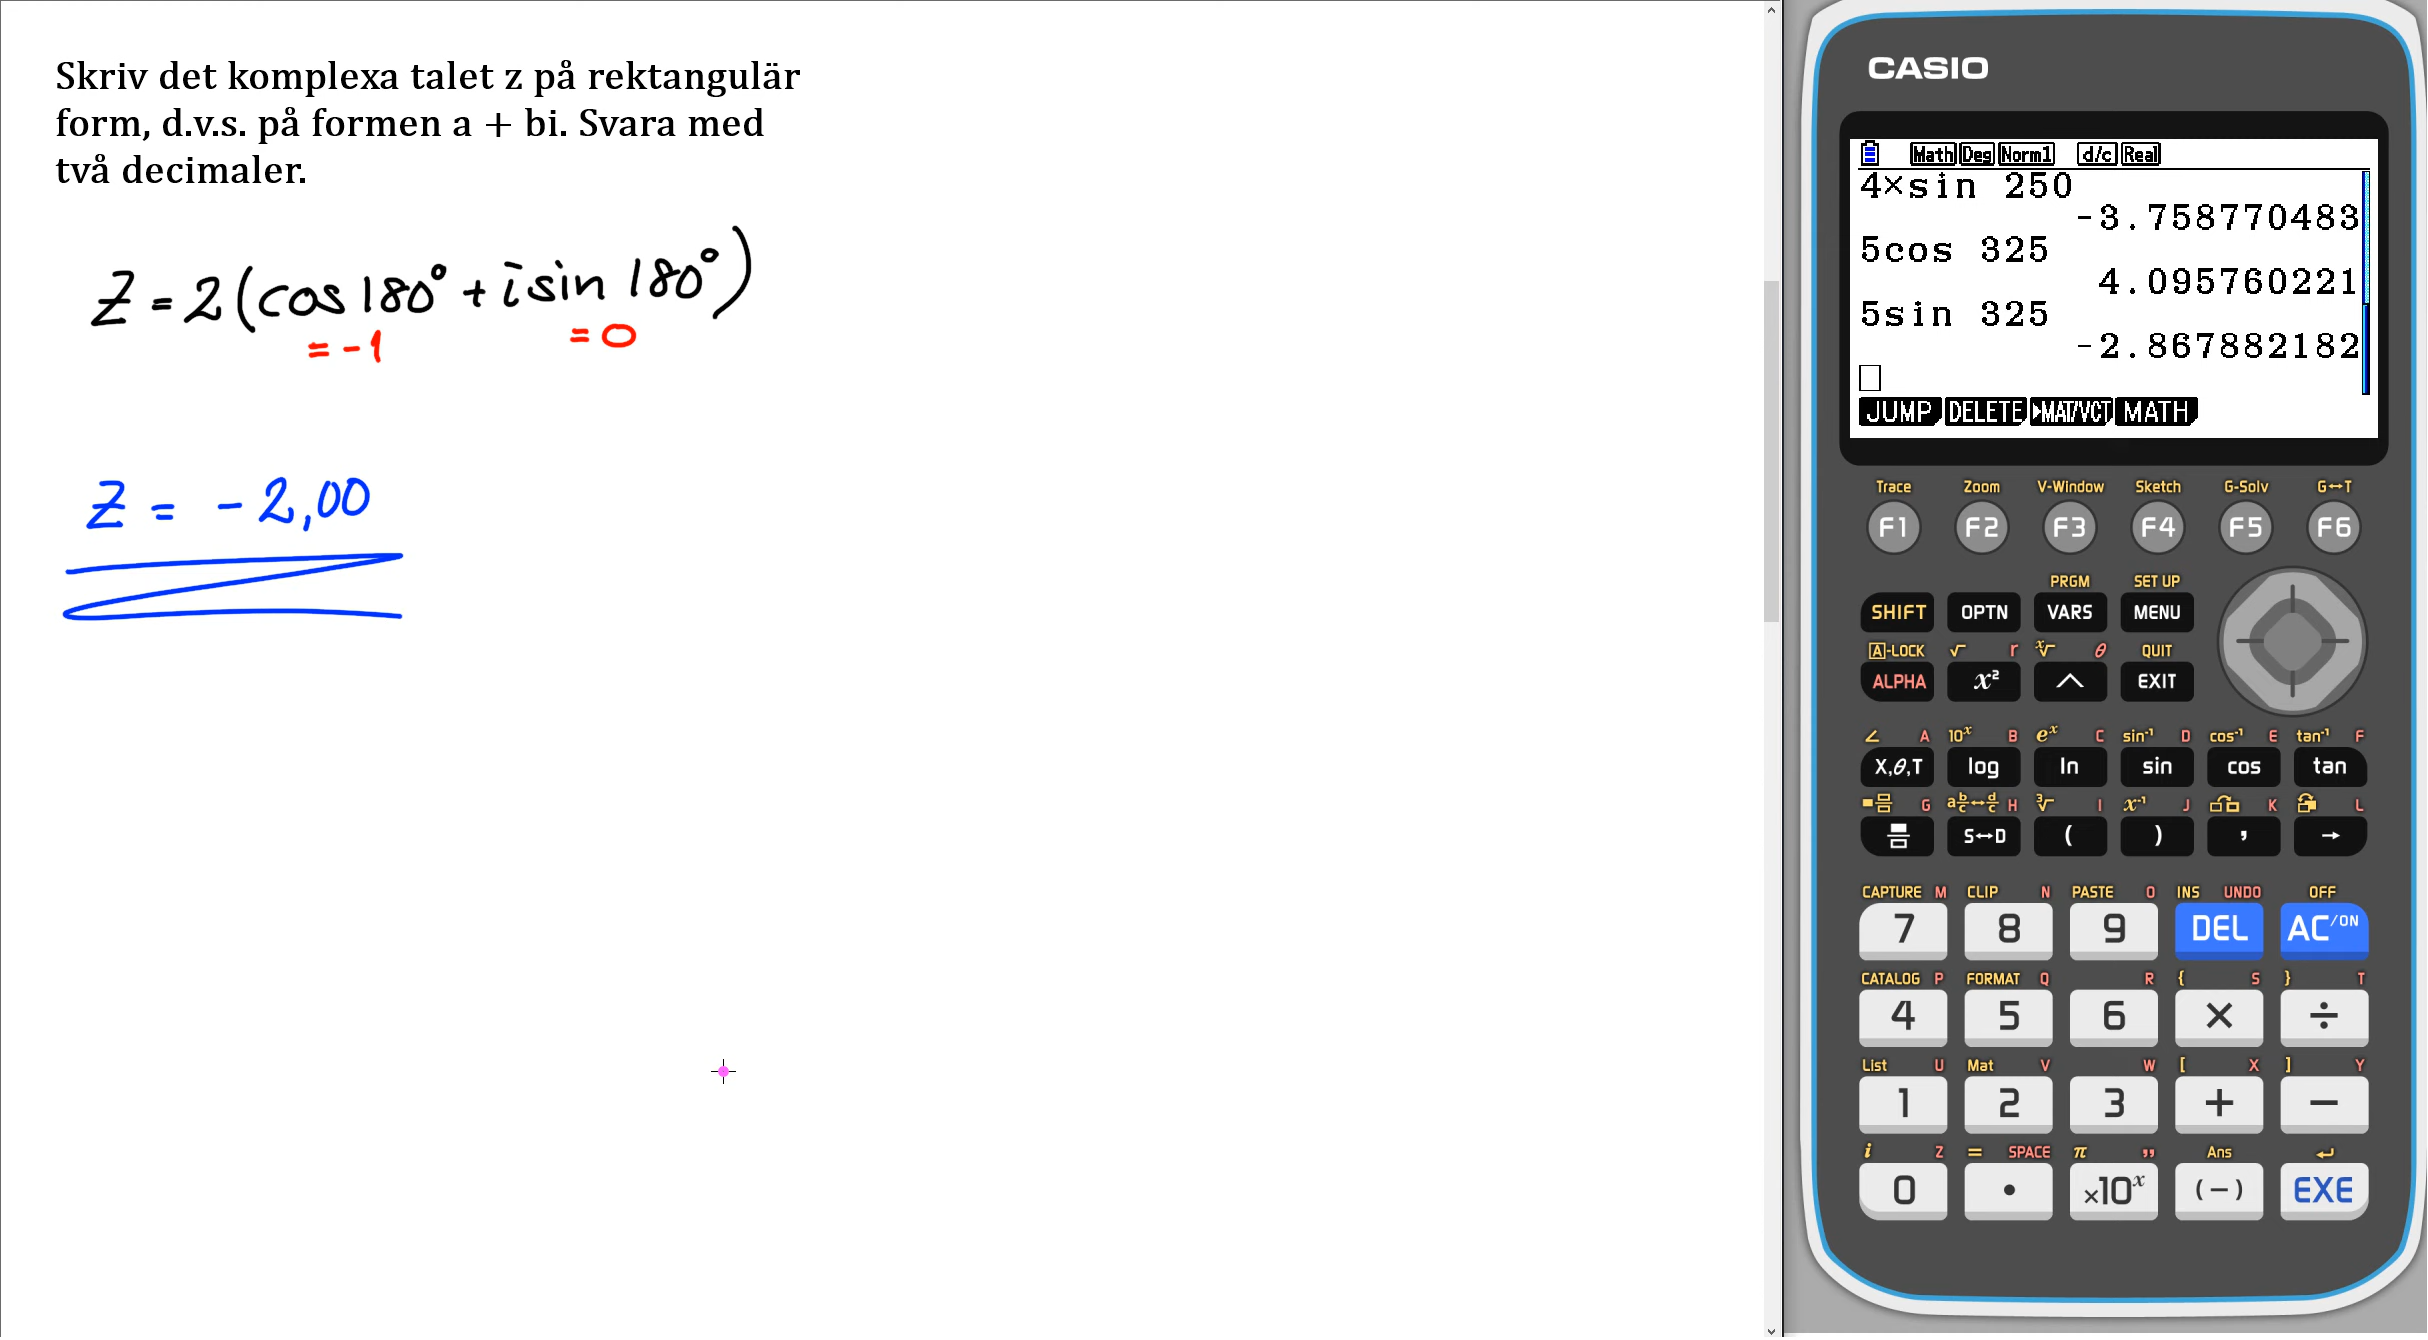 Skriv det komplexa talet z på rektangulär
form, d.v.s. på formen a + bi. Svara med
två decimaler.
Z = 2 (cos 180° + i sin 180°)
= -1 = 0
Z = -2,00
CASIO
Math Deg Norm1 d/c Real
4×sin 250
-3.758770483
5cos 325
4.095760221
5sin 325
-2.867882182
JUMP DELETE ►MAT/VCT MATH
Trace Zoom V-Window Sketch G-Solv G↔T
F1 F2 F3 F4 F5 F6
PRGM SET UP
SHIFT OPTN VARS MENU
A-LOCK √ r ˣ√ θ QUIT
ALPHA x² ^ EXIT
∠ A 10ˣ B eˣ C sin⁻¹ D cos⁻¹ E tan⁻¹ F
X,θ,T log ln sin cos tan
G a b/c↔d/c H ³√ I x⁻¹ J K L
S↔D ( ) , →
CAPTURE M CLIP N PASTE O INS UNDO OFF
7 8 9 DEL AC/ON
CATALOG P FORMAT Q R { S } T
4 5 6 × ÷
List U Mat V W [ X ] Y
1 2 3 + −
i Z = SPACE π " Ans ↵
0 • ×10ˣ (−) EXE